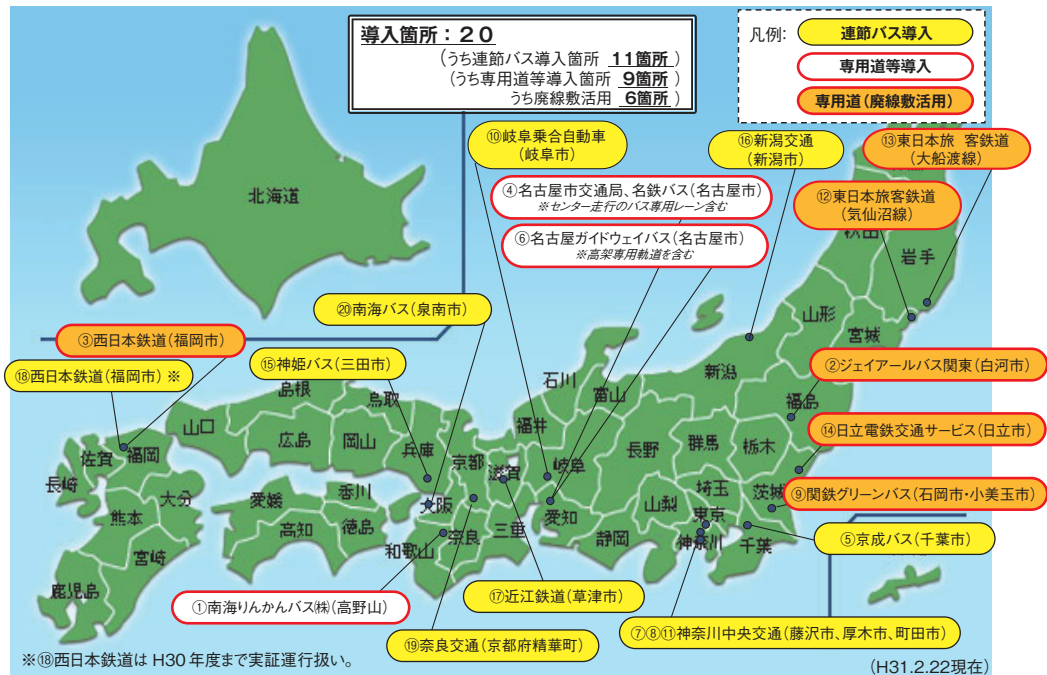 導入箇所：２０
(うち連節バス導入箇所 11箇所 )
(うち専用道等導入箇所 9箇所 )
うち廃線敷活用 6箇所 )
凡例:
連節バス導入
専用道等導入
専用道(廃線敷活用)
⑩岐阜乗合自動車
(岐阜市)
⑯新潟交通
(新潟市)
⑬東日本旅 客鉄道
(大船渡線)
④名古屋市交通局、名鉄バス(名古屋市)
※センター走行のバス専用レーン含む
⑫東日本旅客鉄道
(気仙沼線)
⑥名古屋ガイドウェイバス(名古屋市)
※高架専用軌道を含む
北海道
秋田
岩手
⑳南海バス(泉南市)
山形
宮城
③西日本鉄道(福岡市)
⑱西日本鉄道(福岡市) ※
⑮神姫バス(三田市)
②ジェイアールバス関東(白河市)
石川
富山
新潟
福島
島根
鳥取
山口
広島
岡山
兵庫
京都
滋賀
福井
岐阜
長野
群馬
栃木
⑭日立電鉄交通サービス(日立市)
佐賀
福岡
長崎
大分
熊本
宮崎
鹿児島
愛媛
香川
高知
徳島
大阪
奈良
和歌山
三重
愛知
静岡
山梨
埼玉
東京
神奈川
千葉
茨城
⑨関鉄グリーンバス(石岡市・小美玉市)
⑤京成バス(千葉市)
①南海りんかんバス㈱(高野山)
⑰近江鉄道(草津市)
⑲奈良交通(京都府精華町)
⑦⑧⑪神奈川中央交通(藤沢市、厚木市、町田市)
※⑱西日本鉄道は H30 年度まで実証運行扱い。
(H31.2.22現在)